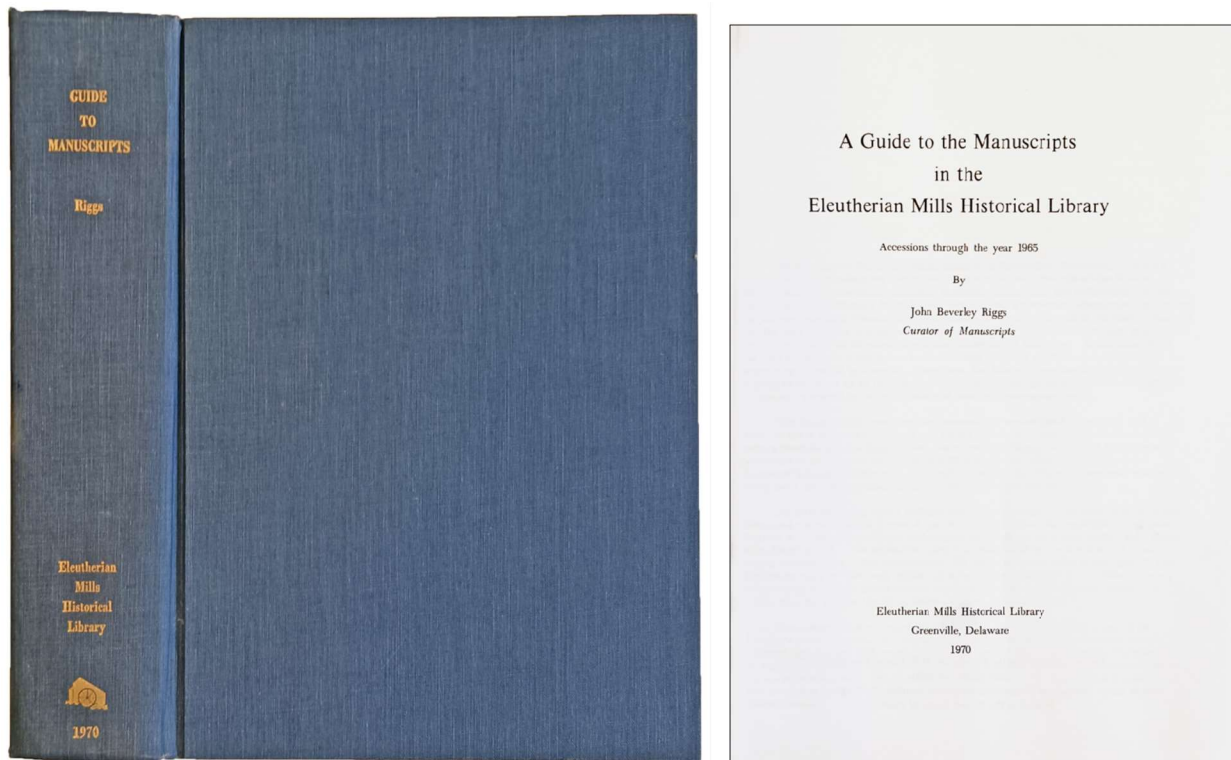 GUIDE
TO
MANUSCRIPTS
Riggs
Eleutherian
Mills
Historical
Library
1970
A Guide to the Manuscripts
in the
Eleutherian Mills Historical Library
Accessions through the year 1965
By
John Beverley Riggs
Curator of Manuscripts
Eleutherian Mills Historical Library
Greenville, Delaware
1970